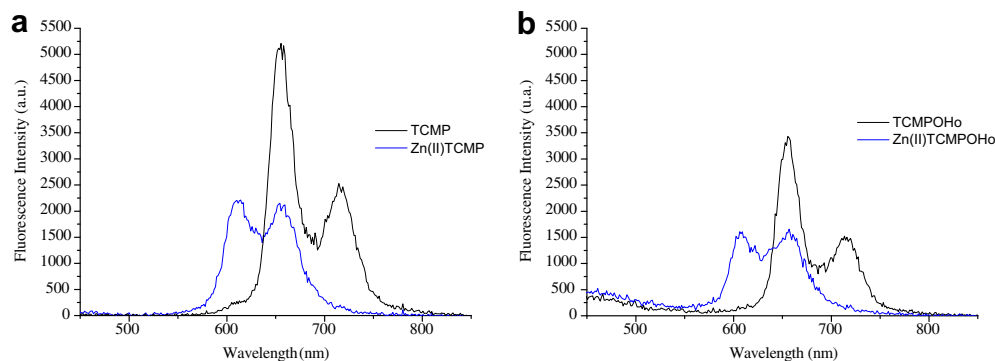 a
5500
5000
4500
4000
3500
3000
2500
2000
1500
1000
500
0
Fluorescence Intensity (a.u.)
TCMP
Zn(II)TCMP
500 600 700 800
Wavelength (nm)
b
5500
5000
4500
4000
3500
3000
2500
2000
1500
1000
500
0
Fluorescence Intensity (u.a.)
TCMPOHo
Zn(II)TCMPOHo
500 600 700 800
Wavelength (nm)